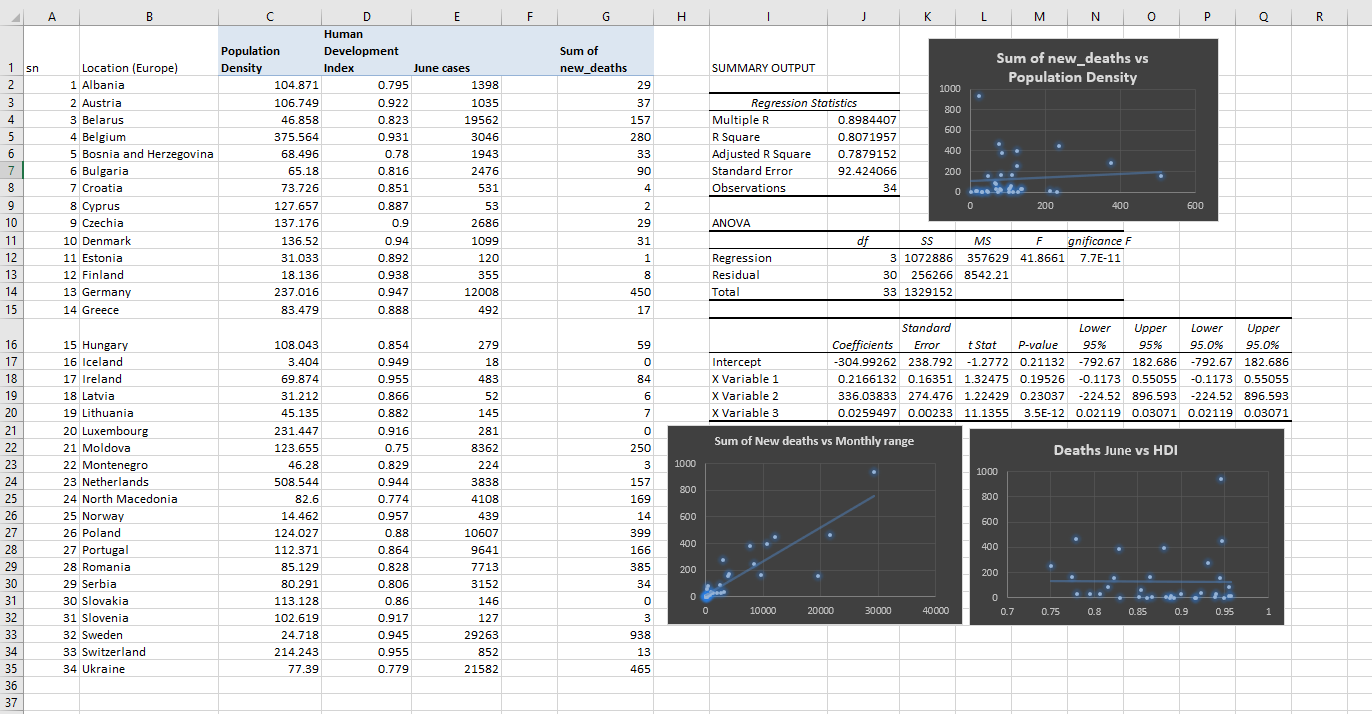 A B C D E F G H I J K L M N O P Q R
1 sn Location (Europe) Population Density Human Development Index June cases Sum of new_deaths SUMMARY OUTPUT
2 1 Albania 104.871 0.795 1398 29
3 2 Austria 106.749 0.922 1035 37 Regression Statistics
4 3 Belarus 46.858 0.823 19562 157 Multiple R 0.8984407
5 4 Belgium 375.564 0.931 3046 280 R Square 0.8071957
6 5 Bosnia and Herzegovina 68.496 0.78 1943 33 Adjusted R Square 0.7879152
7 6 Bulgaria 65.18 0.816 2476 90 Standard Error 92.424066
8 7 Croatia 73.726 0.851 531 4 Observations 34
9 8 Cyprus 127.657 0.887 53 2
10 9 Czechia 137.176 0.9 2686 29 ANOVA
11 10 Denmark 136.52 0.94 1099 31 df SS MS F gnificance F
12 11 Estonia 31.033 0.892 120 1 Regression 3 1072886 357629 41.8661 7.7E-11
13 12 Finland 18.136 0.938 355 8 Residual 30 256266 8542.21
14 13 Germany 237.016 0.947 12008 450 Total 33 1329152
15 14 Greece 83.479 0.888 492 17
16 15 Hungary 108.043 0.854 279 59 Coefficients Standard Error t Stat P-value Lower 95% Upper 95% Lower 95.0% Upper 95.0%
17 16 Iceland 3.404 0.949 18 0 Intercept -304.99262 238.792 -1.2772 0.21132 -792.67 182.686 -792.67 182.686
18 17 Ireland 69.874 0.955 483 84 X Variable 1 0.2166132 0.16351 1.32475 0.19526 -0.1173 0.55055 -0.1173 0.55055
19 18 Latvia 31.212 0.866 52 6 X Variable 2 336.03833 274.476 1.22429 0.23037 -224.52 896.593 -224.52 896.593
20 19 Lithuania 45.135 0.882 145 7 X Variable 3 0.0259497 0.00233 11.1355 3.5E-12 0.02119 0.03071 0.02119 0.03071
21 20 Luxembourg 231.447 0.916 281 0
22 21 Moldova 123.655 0.75 8362 250
23 22 Montenegro 46.28 0.829 224 3
24 23 Netherlands 508.544 0.944 3838 157
25 24 North Macedonia 82.6 0.774 4108 169
26 25 Norway 14.462 0.957 439 14
27 26 Poland 124.027 0.88 10607 399
28 27 Portugal 112.371 0.864 9641 166
29 28 Romania 85.129 0.828 7713 385
30 29 Serbia 80.291 0.806 3152 34
31 30 Slovakia 113.128 0.86 146 0
32 31 Slovenia 102.619 0.917 127 3
33 32 Sweden 24.718 0.945 29263 938
34 33 Switzerland 214.243 0.955 852 13
35 34 Ukraine 77.39 0.779 21582 465
36
37
Sum of new_deaths vs
Population Density
1000
800
600
400
200
0
0 200 400 600
Sum of New deaths vs Monthly range
1000
800
600
400
200
0
0 10000 20000 30000 40000
Deaths June vs HDI
1000
800
600
400
200
0
0.7 0.75 0.8 0.85 0.9 0.95 1